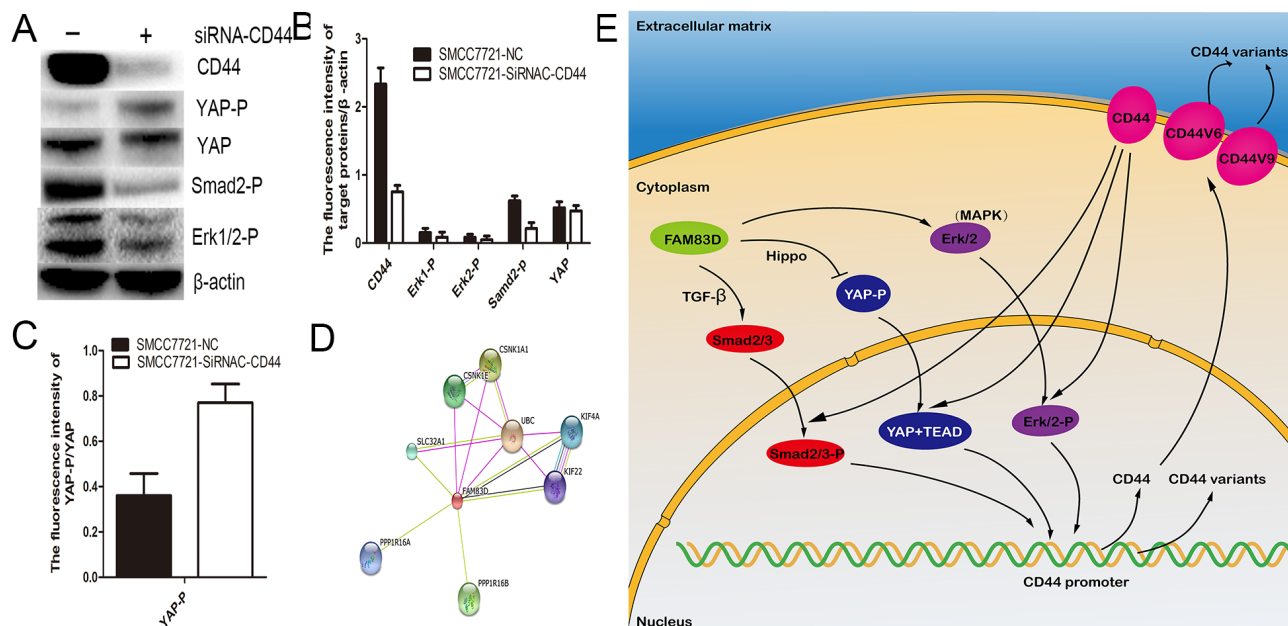 A
− + siRNA-CD44
CD44
YAP-P
YAP
Smad2-P
Erk1/2-P
β-actin
B
The fluorescence intensity of
target proteins/β -actin
3
2
1
0
SMCC7721-NC
SMCC7721-SiRNAC-CD44
CD44
Erk1-P
Erk2-P
Samd2-p
YAP
C
The fluorescence intensity of
YAP-P/YAP
1.0
0.8
0.6
0.4
0.2
0.0
SMCC7721-NC
SMCC7721-SiRNAC-CD44
YAP-P
D
CSNK1A1
CSNK1E
UBC
KIF4A
SLC32A1
KIF22
FAM83D
PPP1R16A
PPP1R16B
E
Extracellular matrix
CD44 variants
CD44
CD44V6
CD44V9
Cytoplasm
(MAPK)
FAM83D
Erk/2
Hippo
YAP-P
TGF-β
Smad2/3
YAP+TEAD
Erk/2-P
Smad2/3-P
CD44
CD44 variants
CD44 promoter
Nucleus